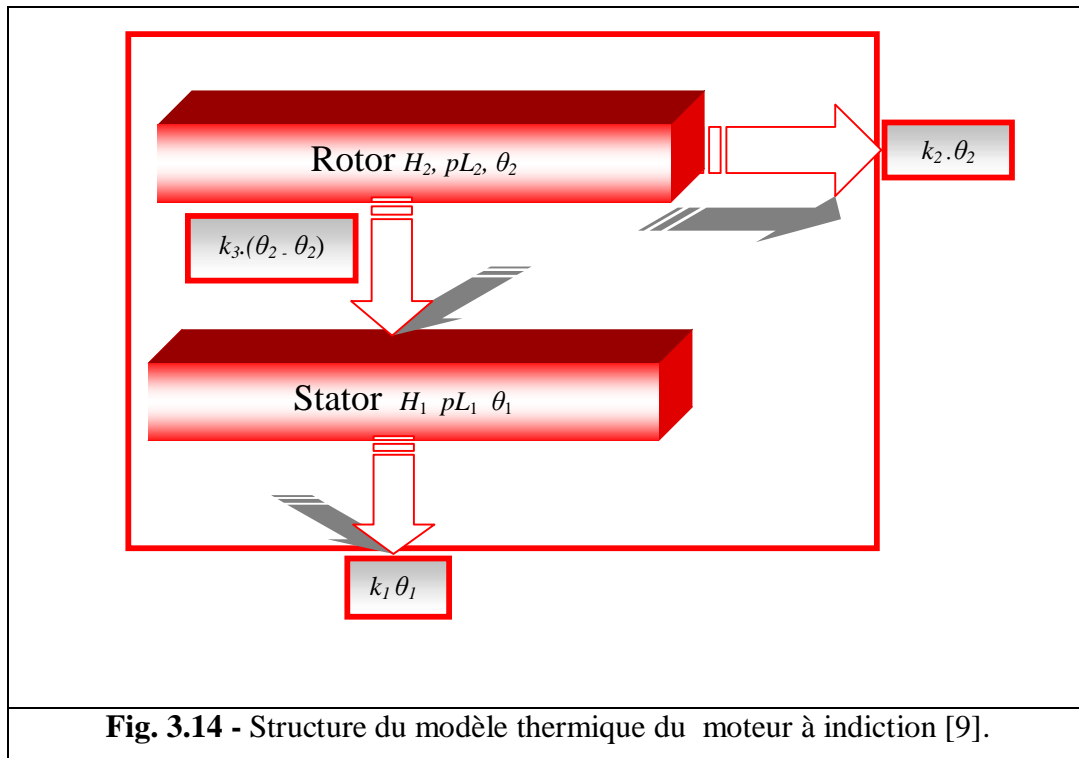 Rotor H₂, pL₂, θ₂
k₂.θ₂
k₃.(θ₂ - θ₂)
Stator H₁ pL₁ θ₁
k₁ θ₁
Fig. 3.14 - Structure du modèle thermique du moteur à indiction [9].